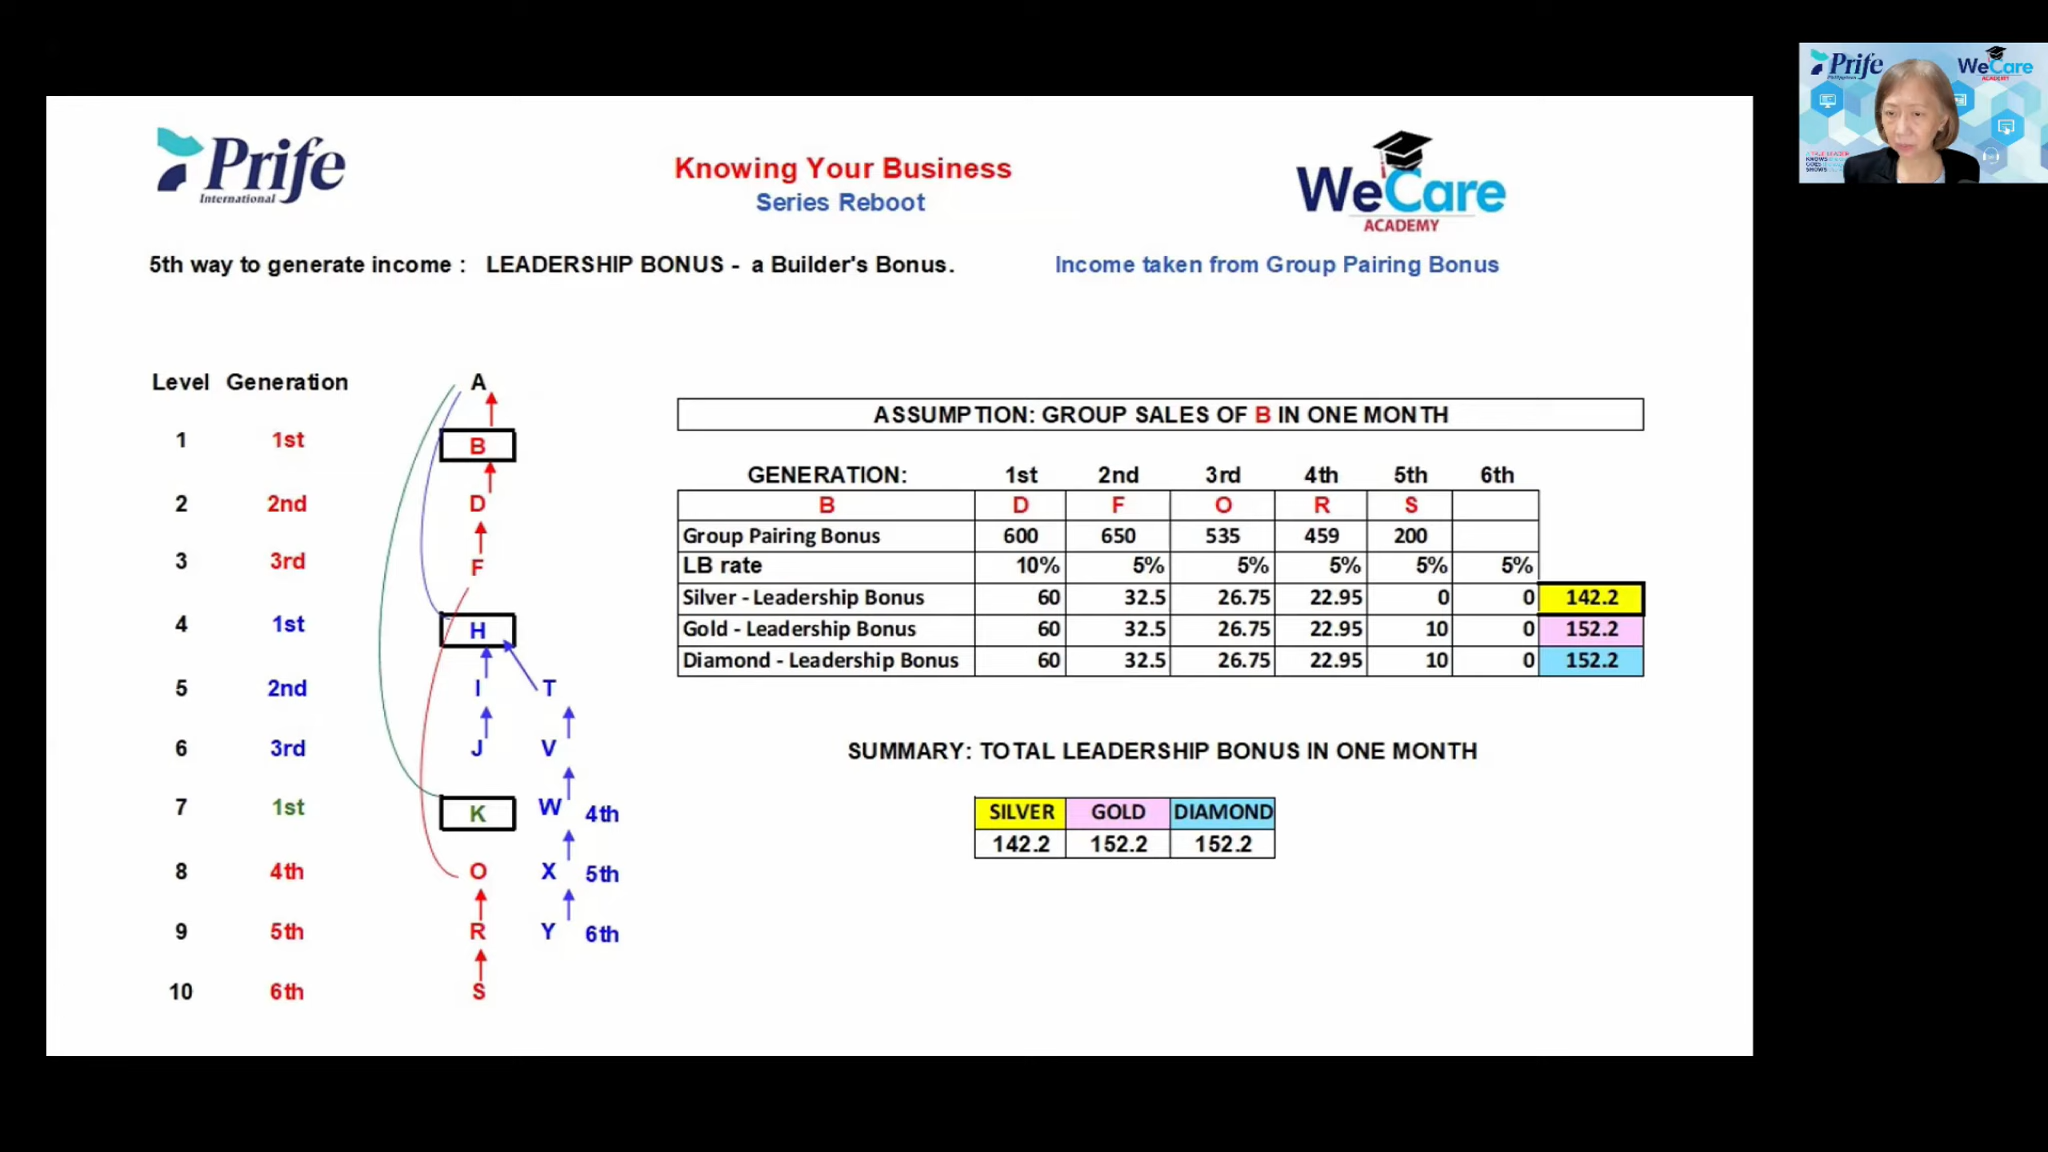 Prife
International
Knowing Your Business
Series Reboot
WeCare
ACADEMY
5th way to generate income : LEADERSHIP BONUS - a Builder's Bonus.
Income taken from Group Pairing Bonus
Level Generation A
1 1st B
2 2nd D
3 3rd F
4 1st H
5 2nd I T
6 3rd J V
7 1st K W 4th
8 4th O X 5th
9 5th R Y 6th
10 6th S
ASSUMPTION: GROUP SALES OF B IN ONE MONTH
GENERATION: 1st 2nd 3rd 4th 5th 6th
B D F O R S
Group Pairing Bonus 600 650 535 459 200
LB rate 10% 5% 5% 5% 5% 5%
Silver - Leadership Bonus 60 32.5 26.75 22.95 0 0 142.2
Gold - Leadership Bonus 60 32.5 26.75 22.95 10 0 152.2
Diamond - Leadership Bonus 60 32.5 26.75 22.95 10 0 152.2
SUMMARY: TOTAL LEADERSHIP BONUS IN ONE MONTH
SILVER GOLD DIAMOND
142.2 152.2 152.2
Prife
WeCare
ACADEMY